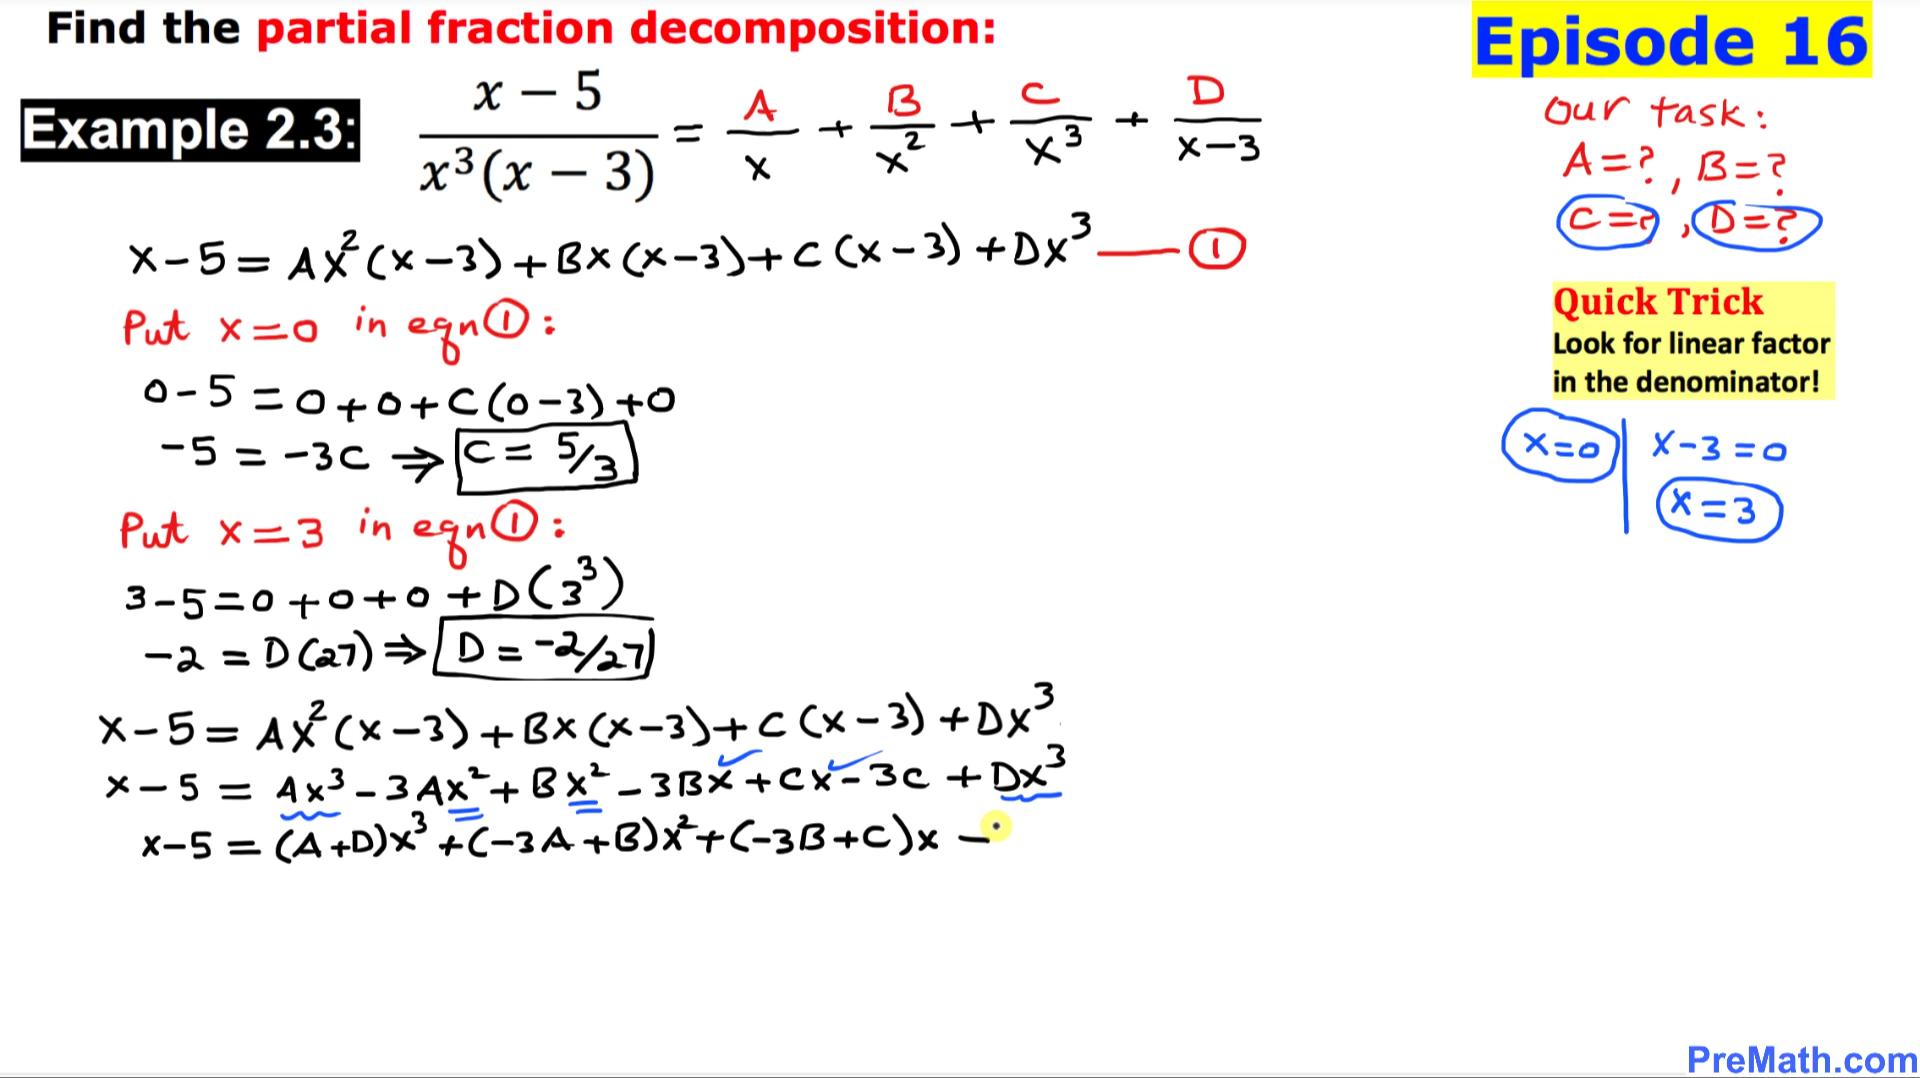 Find the partial fraction decomposition:
Episode 16
Example 2.3: (x − 5)/(x³(x − 3)) = A/x + B/x² + C/x³ + D/(x−3)
Our task:
A=?, B=?
C=?, D=?
x−5 = Ax²(x−3)+Bx(x−3)+C(x−3)+Dx³ —— ①
Put x=0 in eqn①:
0−5 = 0+0+C(0−3)+0
−5 = −3C ⇒ C = 5/3
Put x=3 in eqn①:
3−5=0+0+0+D(3³)
−2 = D(27) ⇒ D = −2/27
x−5 = Ax²(x−3)+Bx(x−3)+C(x−3)+Dx³
x−5 = Ax³−3Ax²+Bx²−3Bx+Cx−3C+Dx³
x−5 = (A+D)x³+(−3A+B)x²+(−3B+C)x −
Quick Trick
Look for linear factor
in the denominator!
x=0 | x−3=0
x=3
PreMath.com